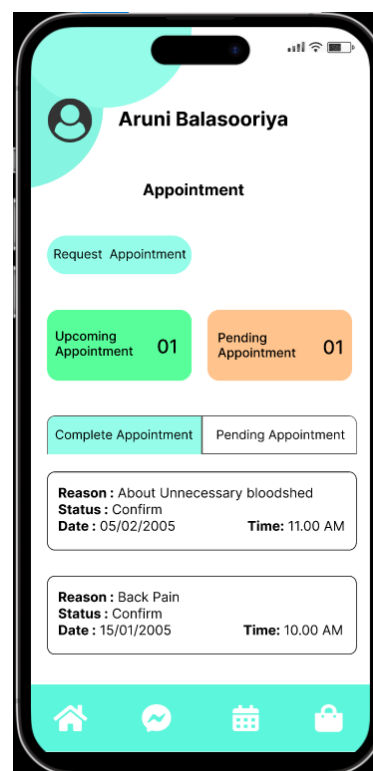 Aruni Balasooriya
Appointment
Request Appointment
Upcoming
Appointment
01
Pending
Appointment
01
Complete Appointment
Pending Appointment
Reason : About Unnecessary bloodshed
Status : Confirm
Date : 05/02/2005 Time: 11.00 AM
Reason : Back Pain
Status : Confirm
Date : 15/01/2005 Time: 10.00 AM